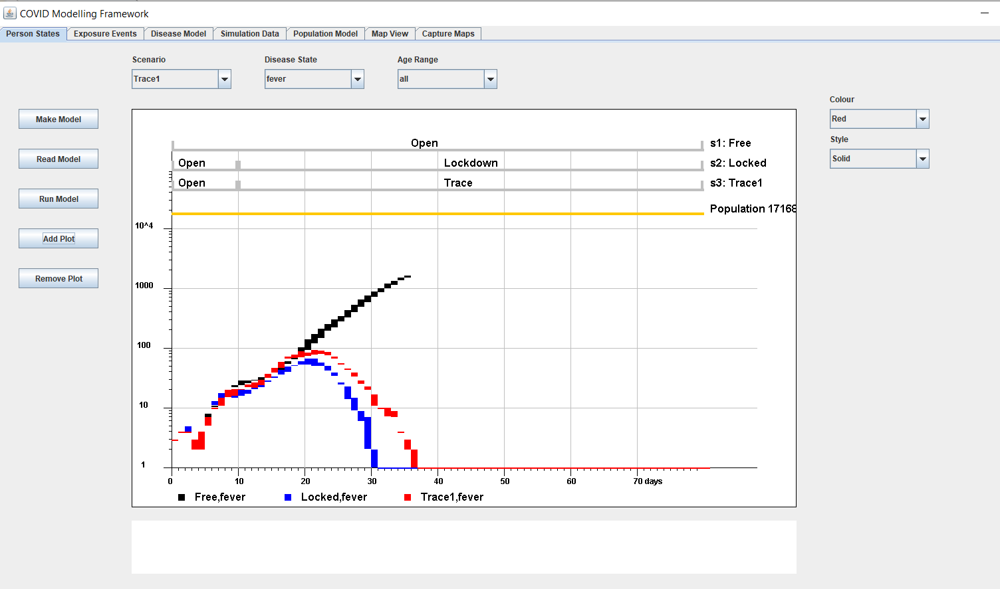 COVID Modelling Framework
Person States Exposure Events Disease Model Simulation Data Population Model Map View Capture Maps
Scenario Disease State Age Range
Trace1 fever all
Colour
Red
Style
Solid
Make Model
Read Model
Run Model
Add Plot
Remove Plot
Open s1: Free
Open Lockdown s2: Locked
Open Trace s3: Trace1
Population 17168
10^4
1000
100
10
1
0 10 20 30 40 50 60 70 days
Free,fever Locked,fever Trace1,fever